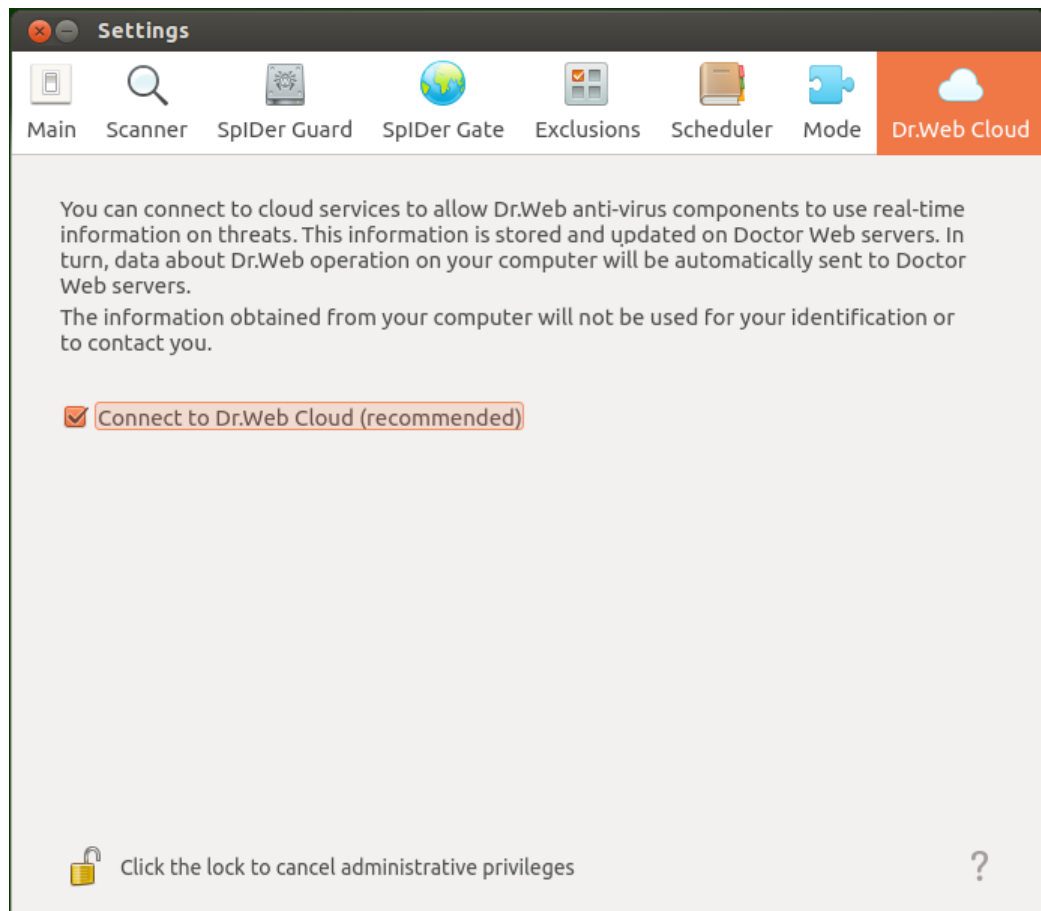 Settings
Main Scanner SpIDer Guard SpIDer Gate Exclusions Scheduler Mode Dr.Web Cloud
You can connect to cloud services to allow Dr.Web anti-virus components to use real-time
information on threats. This information is stored and updated on Doctor Web servers. In
turn, data about Dr.Web operation on your computer will be automatically sent to Doctor
Web servers.
The information obtained from your computer will not be used for your identification or
to contact you.
Connect to Dr.Web Cloud (recommended)
Click the lock to cancel administrative privileges ?